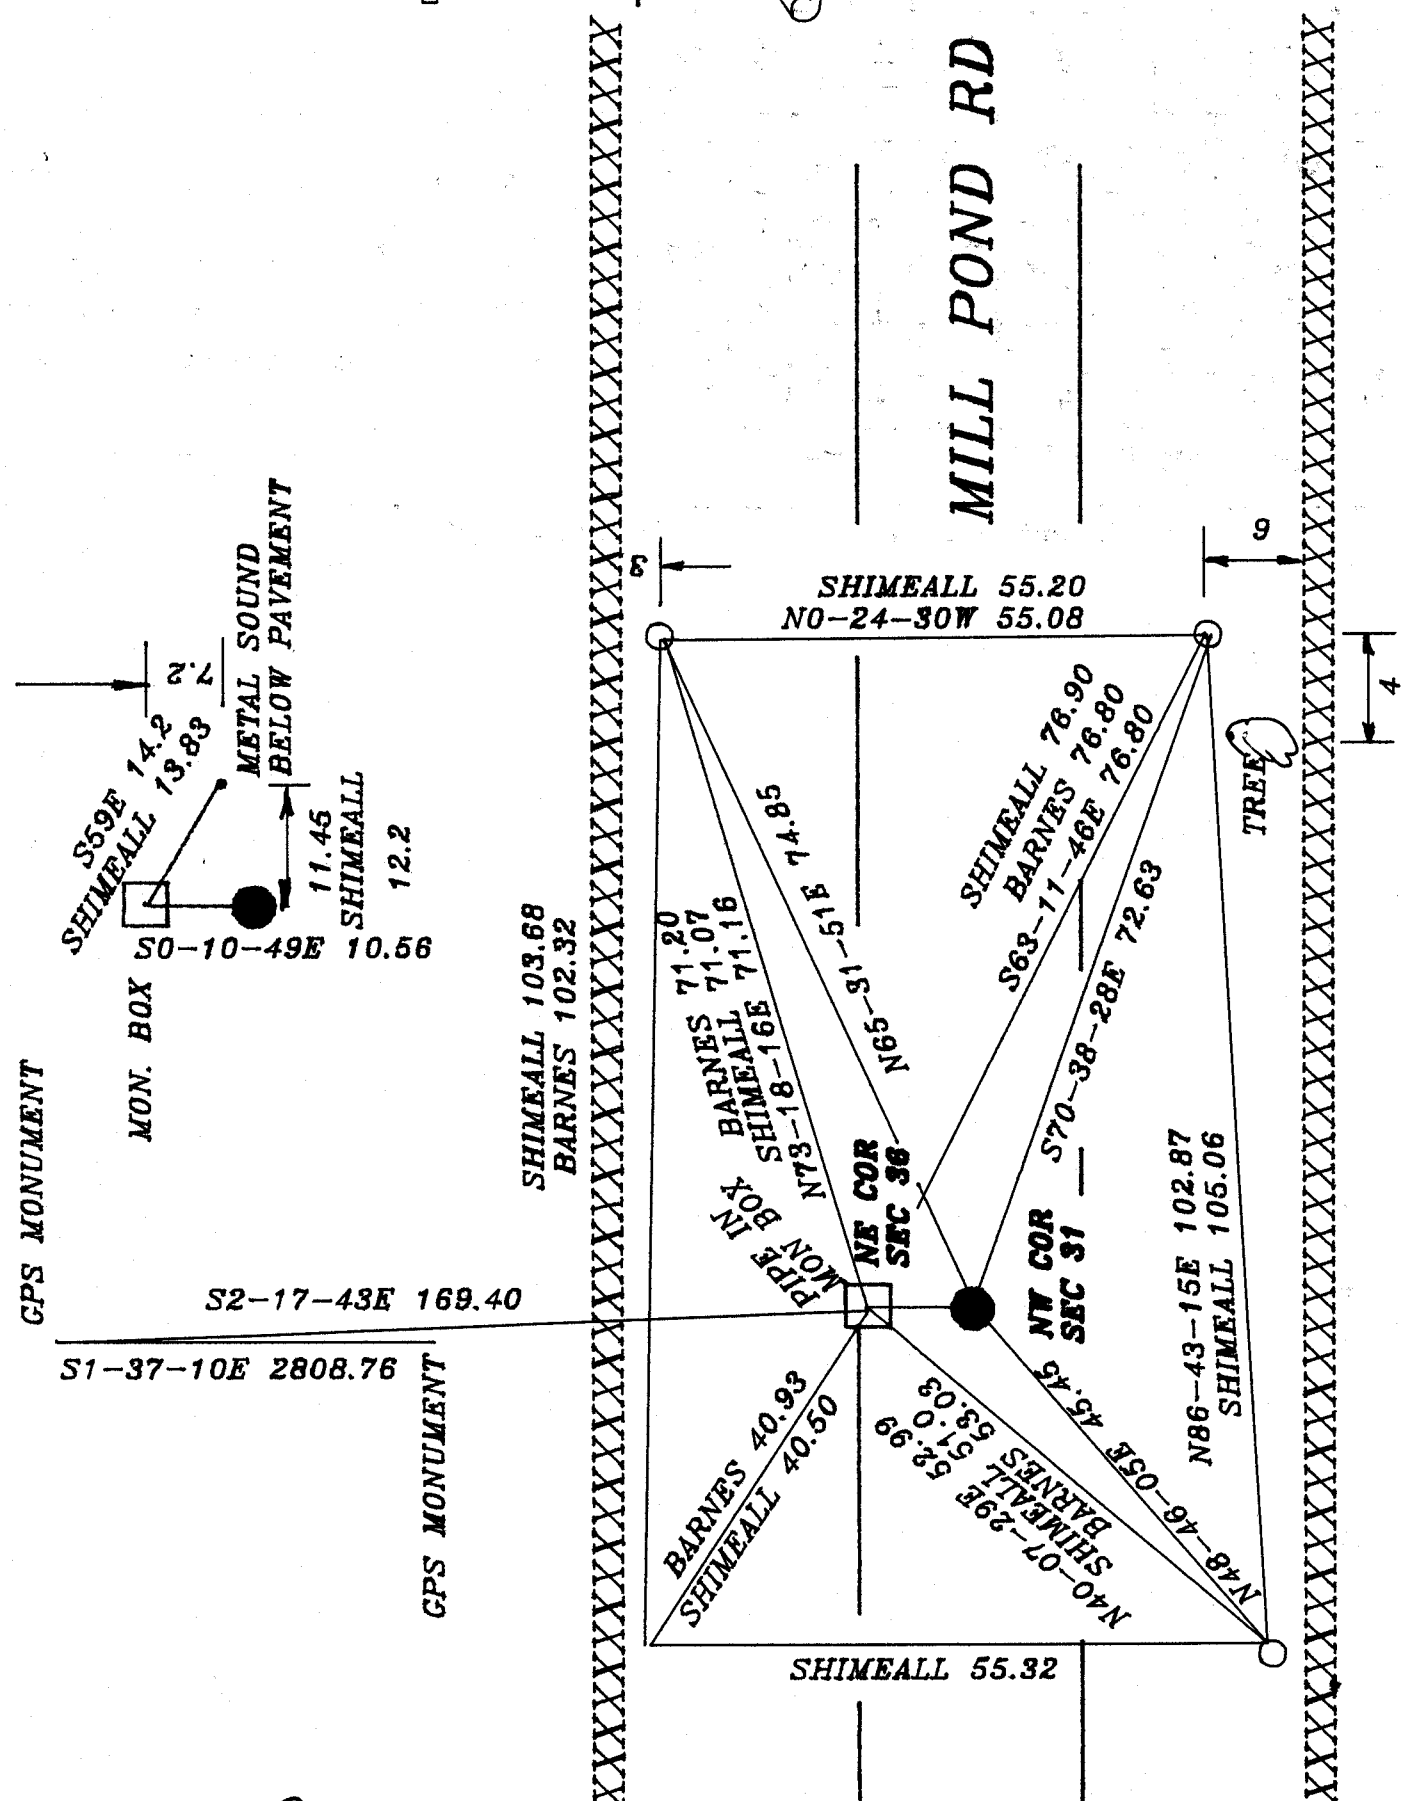 MILL POND RD
3
6
SHIMEALL 55.20
N0-24-30W 55.08
4
TREE
7.2
METAL SOUND
BELOW PAVEMENT
S59E 14.2
SHIMEALL 13.83
11.45
SHIMEALL
12.2
S0-10-49E 10.56
MON. BOX
GPS MONUMENT
S2-17-43E 169.40
S1-37-10E 2808.76
GPS MONUMENT
SHIMEALL 103.68
BARNES 102.32
71.20
BARNES 71.07
SHIMEALL 71.16
N73-18-16E
N65-31-51E 74.85
SHIMEALL 76.90
BARNES 76.80
S63-11-46E 76.80
S70-38-28E 72.63
PIPE IN
MON BOX
NE COR
SEC 36
NW COR
SEC 31
N86-43-15E 102.87
SHIMEALL 105.06
BARNES 40.93
SHIMEALL 40.50
N40-07-29E 52.99
SHIMEALL 51.0
BARNES 53.03
N48-46-05E 45.45
SHIMEALL 55.32